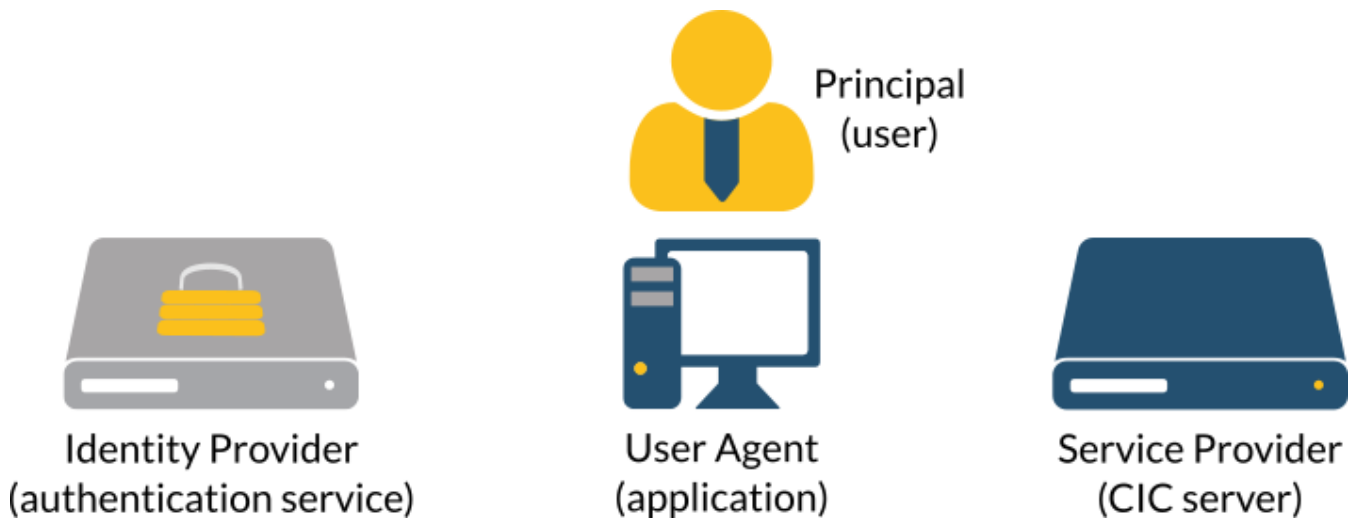 Principal
(user)
Identity Provider
(authentication service)
User Agent
(application)
Service Provider
(CIC server)